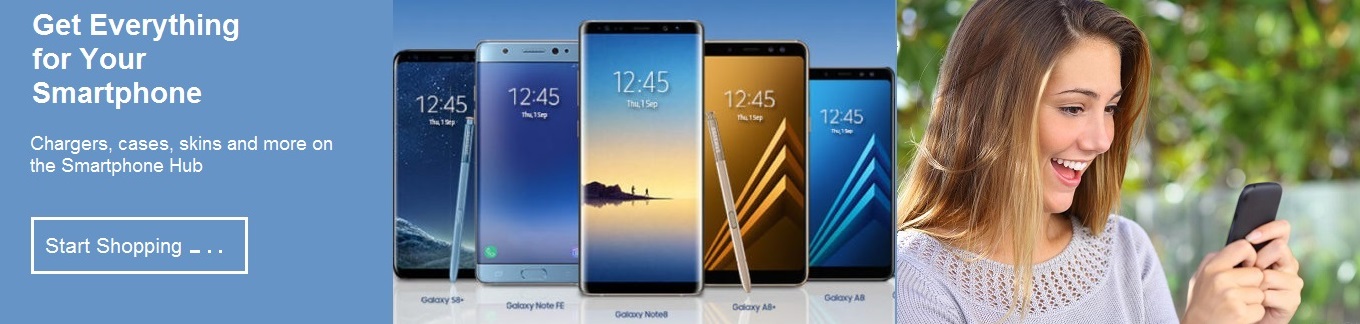 Get Everything
for Your
Smartphone
Chargers, cases, skins and more on
the Smartphone Hub
Start Shopping - . .
12:45
Thu, 1 Sep
12:45
Thu, 1 Sep
12:45
Thu, 1 Sep
12:45
Thu, 1 Sep
12:45
Thu, 1 Sep
Galaxy S8+
Galaxy Note FE
Galaxy Note8
Galaxy A8+
Galaxy A8